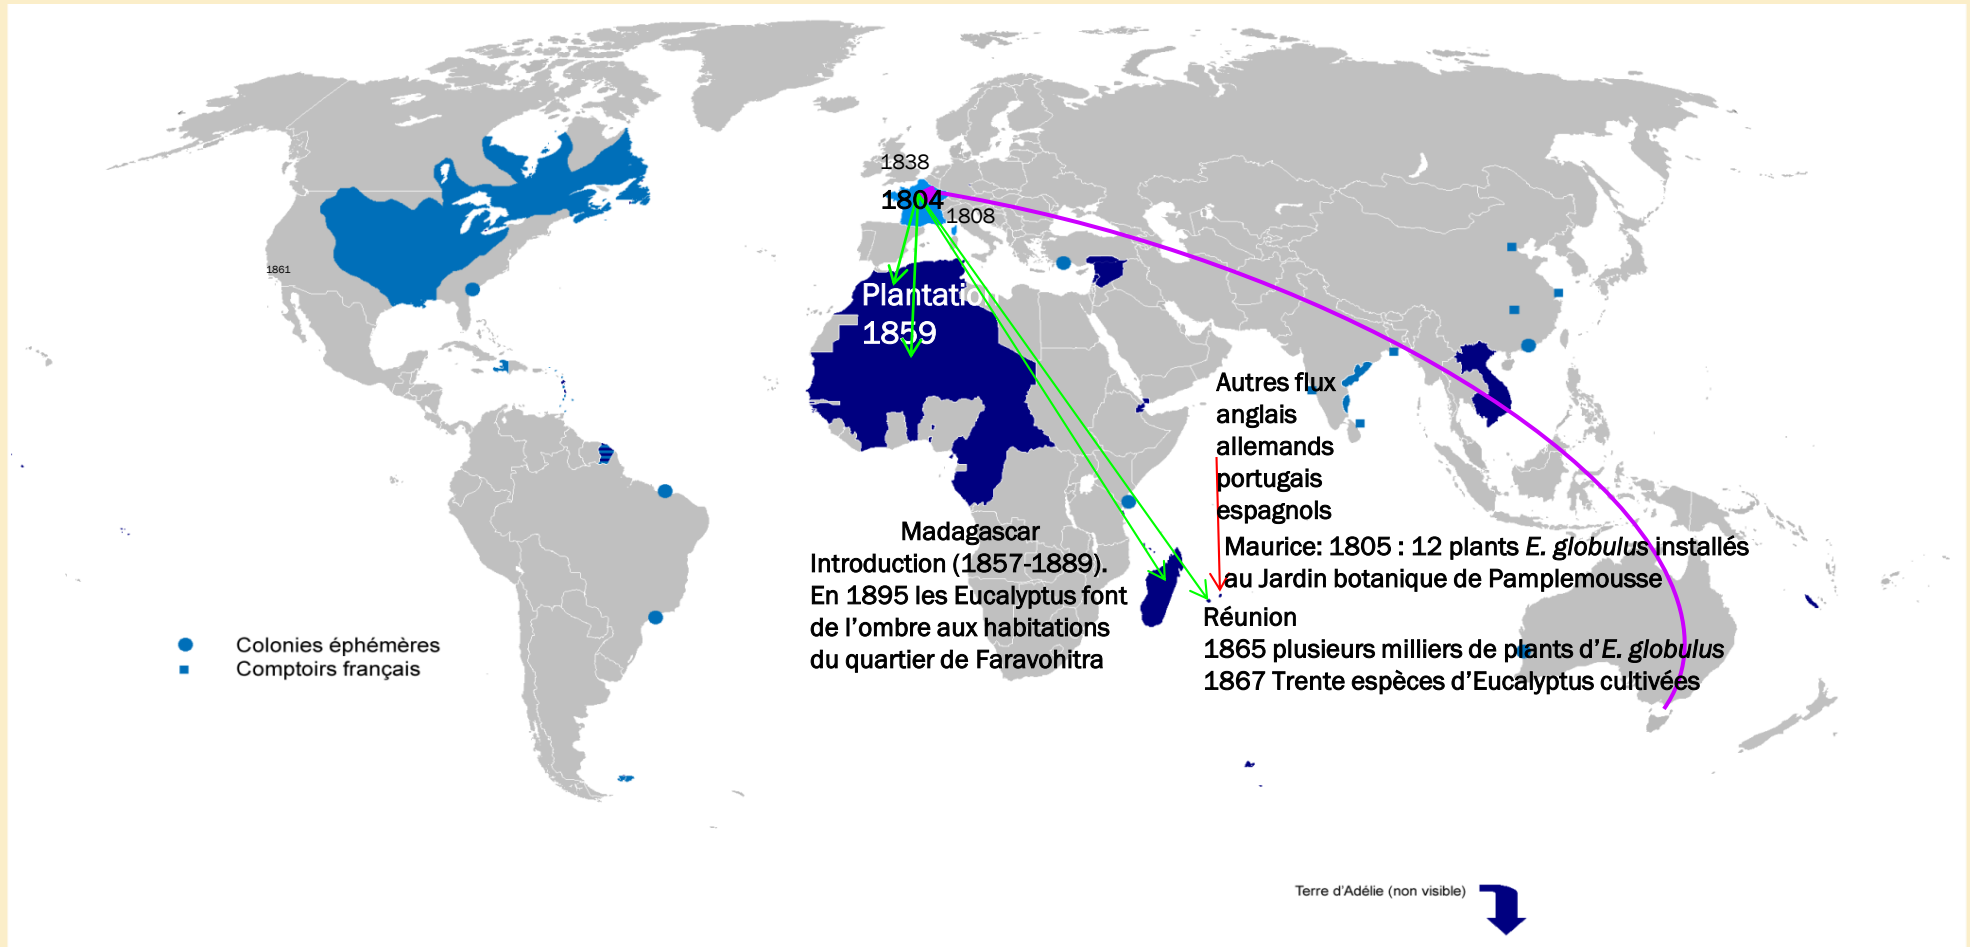 1838
1804
1808
1861
Plantation
1859
Autres flux
anglais
allemands
portugais
espagnols
Madagascar
Introduction (1857-1889).
En 1895 les Eucalyptus font
de l’ombre aux habitations
du quartier de Faravohitra
Maurice: 1805 : 12 plants E. globulus installés
au Jardin botanique de Pamplemousse
Réunion
1865 plusieurs milliers de plants d’E. globulus
1867 Trente espèces d’Eucalyptus cultivées
Colonies éphémères
Comptoirs français
Terre d’Adélie (non visible)